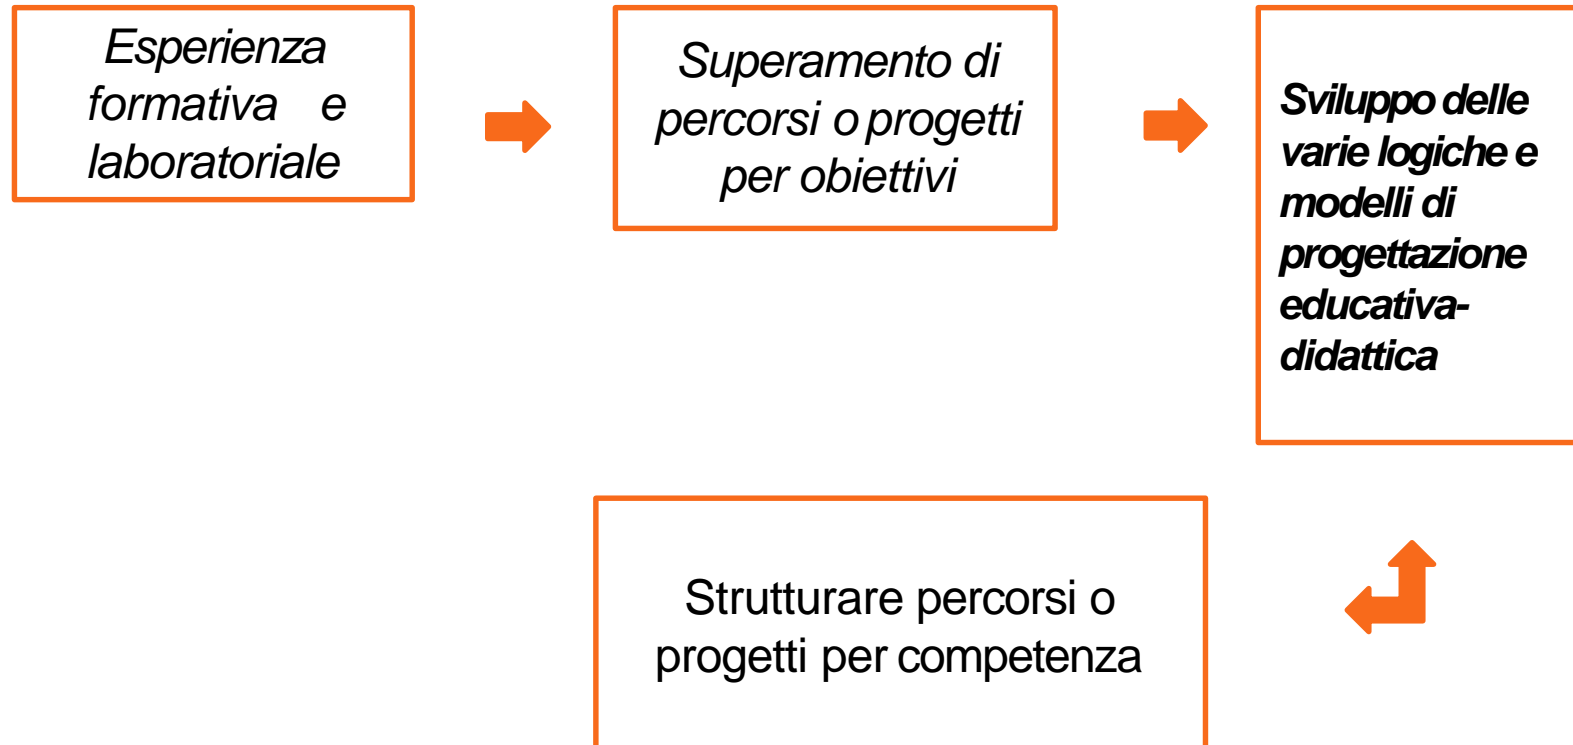 Esperienza
formativa e
laboratoriale
Superamento di
percorsi o progetti
per obiettivi
Sviluppo delle
varie logiche e
modelli di
progettazione
educativa-
didattica
Strutturare percorsi o
progetti per competenza